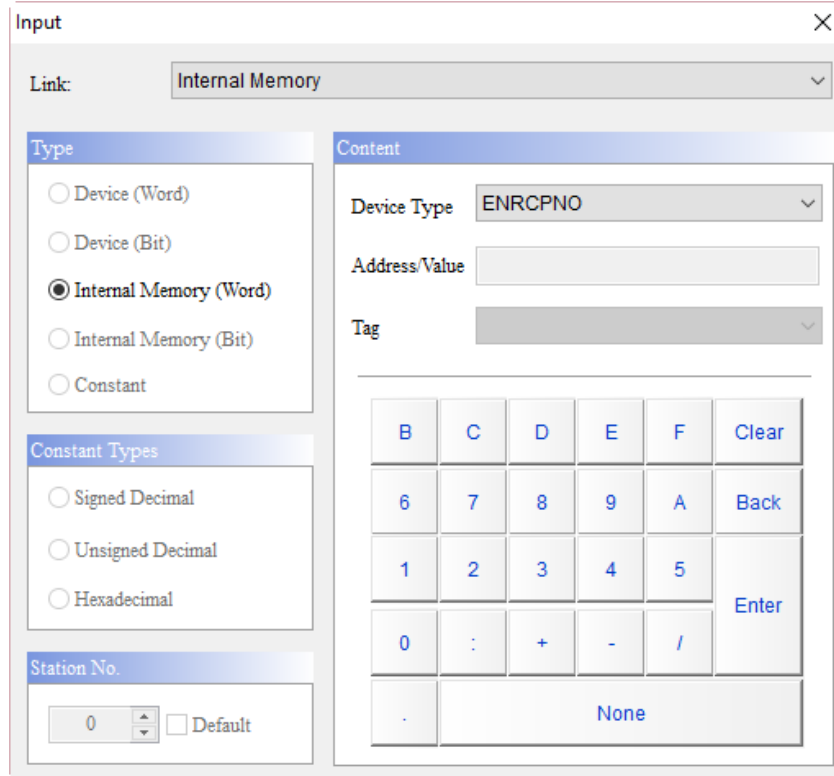 Input
Link:
Internal Memory
Type
Device (Word)
Device (Bit)
Internal Memory (Word)
Internal Memory (Bit)
Constant
Constant Types
Signed Decimal
Unsigned Decimal
Hexadecimal
Station No.
0
Default
Content
Device Type
ENRCPNO
Address/Value
Tag
B C D E F Clear
6 7 8 9 A Back
1 2 3 4 5
Enter
0 : + - /
. None